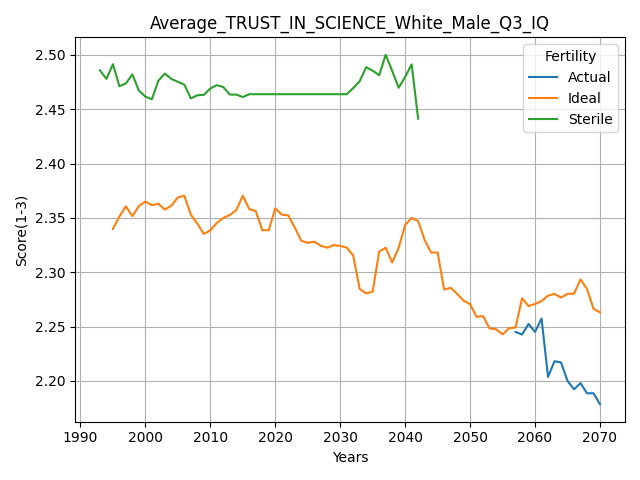 Average_TRUST_IN_SCIENCE_White_Male_Q3_IQ
Fertility
Actual
Ideal
Sterile
Score(1-3)
2.50
2.45
2.40
2.35
2.30
2.25
2.20
1990 2000 2010 2020 2030 2040 2050 2060 2070
Years